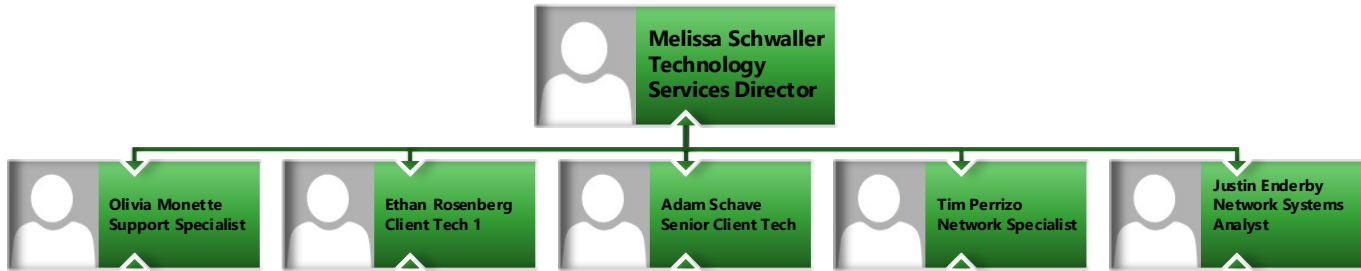 Melissa Schwaller
Technology
Services Director
Olivia Monette
Support Specialist
Ethan Rosenberg
Client Tech 1
Adam Schave
Senior Client Tech
Tim Perrizo
Network Specialist
Justin Enderby
Network Systems
Analyst